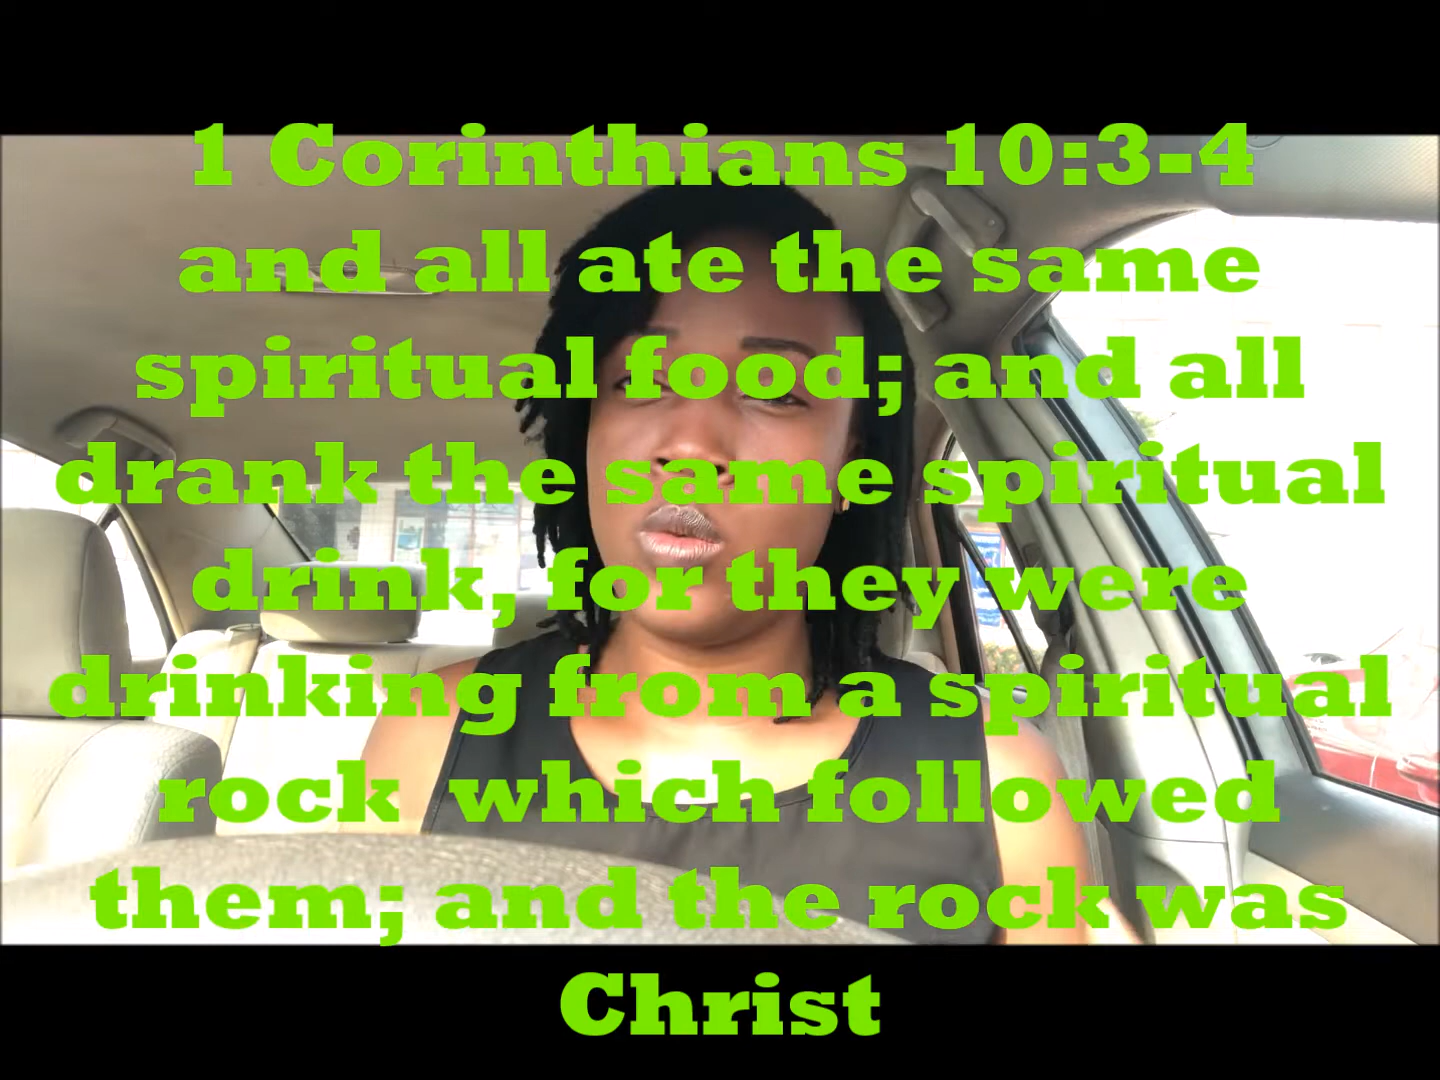 1 Corinthians 10:3-4
and all ate the same
spiritual food; and all
drank the same spiritual
drink, for they were
drinking from a spiritual
rock which followed
them; and the rock was
Christ